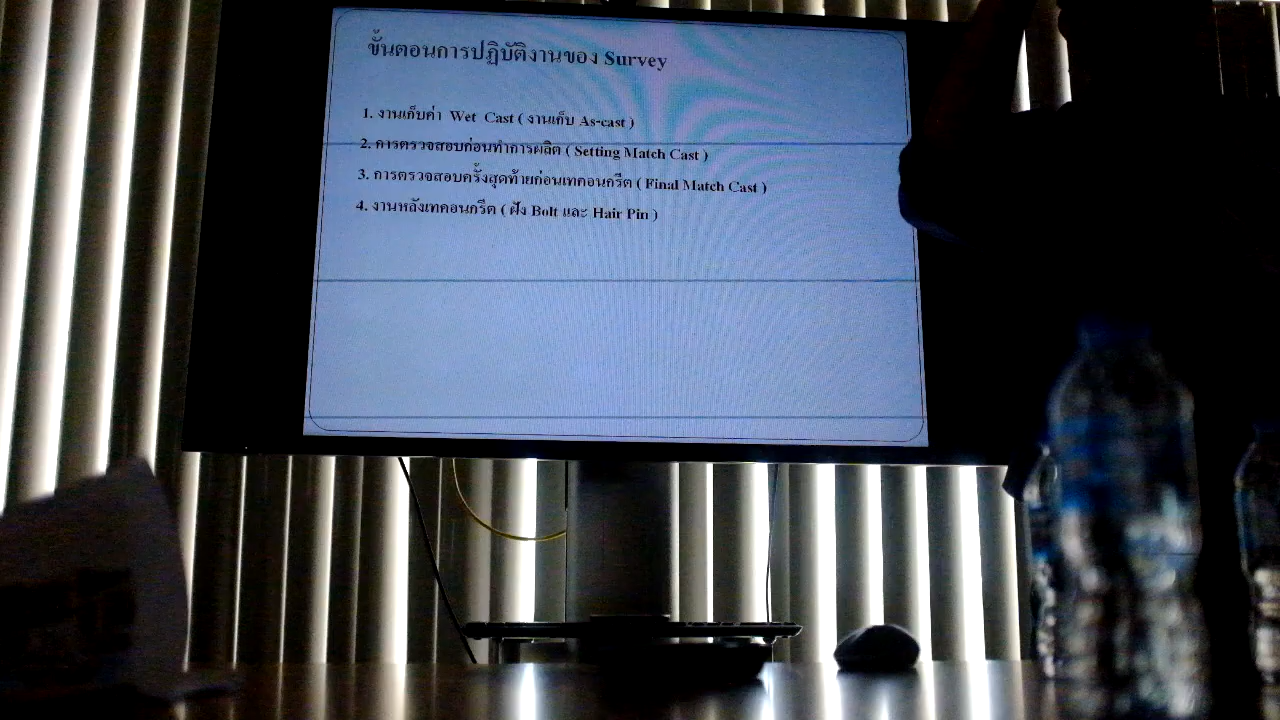 ขั้นตอนการปฏิบัติงานของ Survey
1. งานเก็บค่า Wet Cast ( งานเก็บ As-cast )
2. การตรวจสอบก่อนทำการผลิต ( Setting Match Cast )
3. การตรวจสอบครั้งสุดท้ายก่อนเทคอนกรีต ( Final Match Cast )
4. งานหลังเทคอนกรีต ( ฝัง Bolt และ Hair Pin )